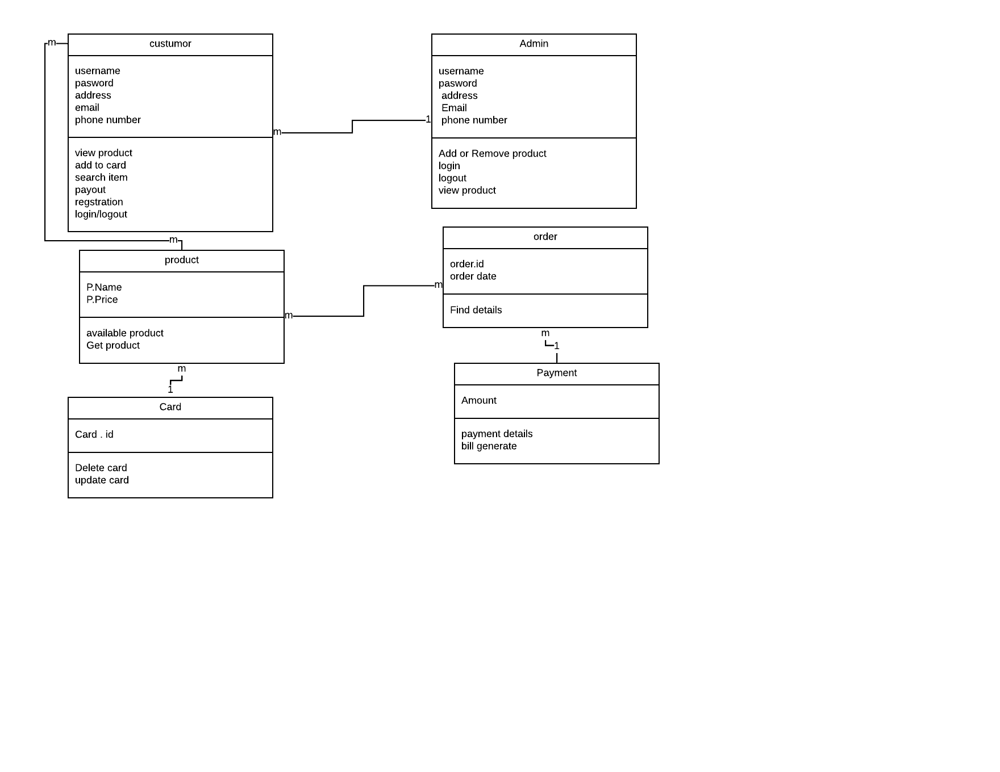 m
custumor
username
pasword
address
email
phone number
m
view product
add to card
search item
payout
regstration
login/logout
Admin
username
pasword
address
Email
phone number
1
Add or Remove product
login
logout
view product
m
product
P.Name
P.Price
m
available product
Get product
order
order.id
order date
m
Find details
m
1
m
1
Card
Card . id
Delete card
update card
Payment
Amount
payment details
bill generate